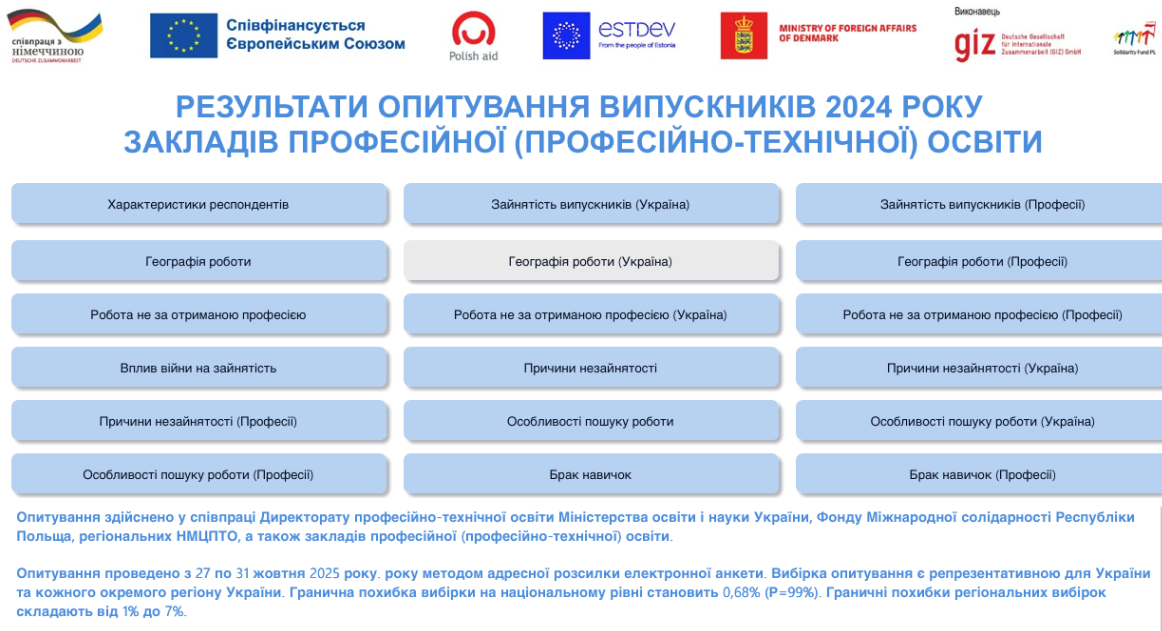 співпраця з
НІМЕЧЧИНОЮ
DEUTSCHE ZUSAMMENARBEIT
Співфінансується
Європейським Союзом
Polish aid
ESTDEV
From the people of Estonia
MINISTRY OF FOREIGN AFFAIRS
OF DENMARK
Виконавець
giz
Deutsche Gesellschaft
für Internationale
Zusammenarbeit (GIZ) GmbH
Solidarity Fund PL
РЕЗУЛЬТАТИ ОПИТУВАННЯ ВИПУСКНИКІВ 2024 РОКУ
ЗАКЛАДІВ ПРОФЕСІЙНОЇ (ПРОФЕСІЙНО-ТЕХНІЧНОЇ) ОСВІТИ
Характеристики респондентів
Зайнятість випускників (Україна)
Зайнятість випускників (Професії)
Географія роботи
Географія роботи (Україна)
Географія роботи (Професії)
Робота не за отриманою професією
Робота не за отриманою професією (Україна)
Робота не за отриманою професією (Професії)
Вплив війни на зайнятість
Причини незайнятості
Причини незайнятості (Україна)
Причини незайнятості (Професії)
Особливості пошуку роботи
Особливості пошуку роботи (Україна)
Особливості пошуку роботи (Професії)
Брак навичок
Брак навичок (Професії)
Опитування здійснено у співпраці Директорату професійно-технічної освіти Міністерства освіти і науки України, Фонду Міжнародної солідарності Республіки
Польща, регіональних НМЦПТО, а також закладів професійної (професійно-технічної) освіти.
Опитування проведено з 27 по 31 жовтня 2025 року. року методом адресної розсилки електронної анкети. Вибірка опитування є репрезентативною для України
та кожного окремого регіону України. Гранична похибка вибірки на національному рівні становить 0,68% (P=99%). Граничні похибки регіональних вибірок
складають від 1% до 7%.